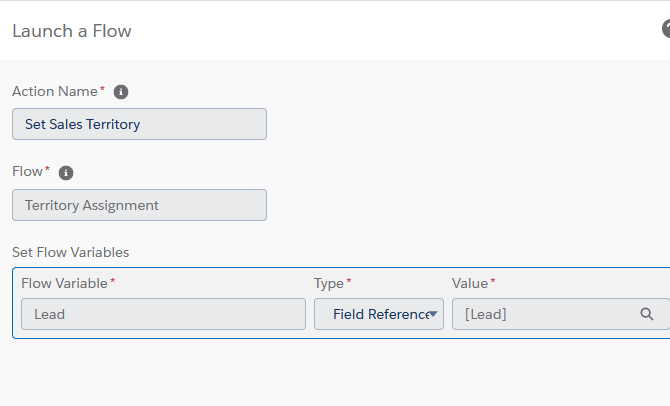 Launch a Flow
Action Name*
Set Sales Territory
Flow*
Territory Assignment
Set Flow Variables
Flow Variable* Type* Value*
Lead Field Reference [Lead]